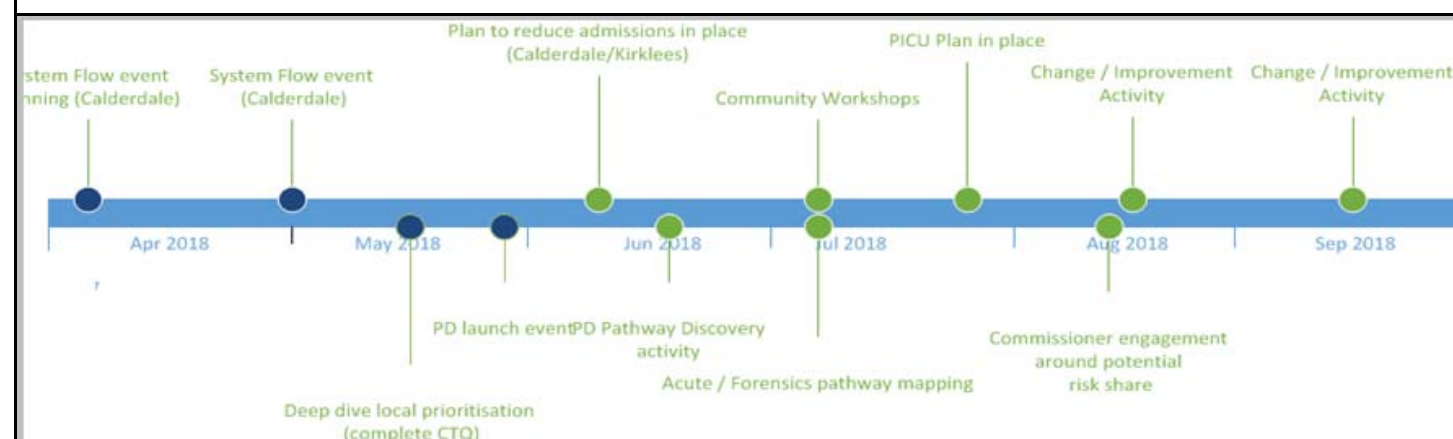 Plan to reduce admissions in place
(Calderdale/Kirklees)
PICU Plan in place
stem Flow event
nning (Calderdale)
System Flow event
(Calderdale)
Community Workshops
Change / Improvement
Activity
Change / Improvement
Activity
Apr 2018
May 2018
Jun 2018
Jul 2018
Aug 2018
Sep 2018
PD launch event
PD Pathway Discovery
activity
Commissioner engagement
around potential
risk share
Acute / Forensics pathway mapping
Deep dive local prioritisation
(complete CTQ)